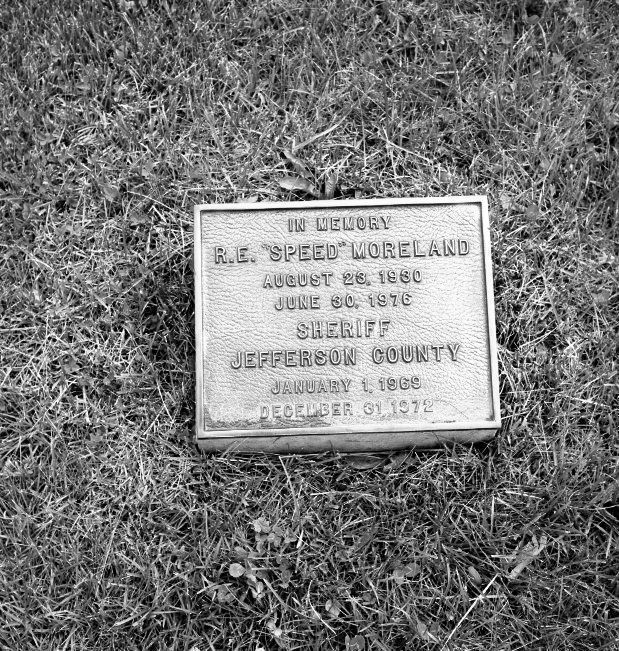 IN MEMORY
R.E. "SPEED" MORELAND
AUGUST 23, 1930
JUNE 30, 1976
SHERIFF
JEFFERSON COUNTY
JANUARY 1, 1969
DECEMBER 31, 1972